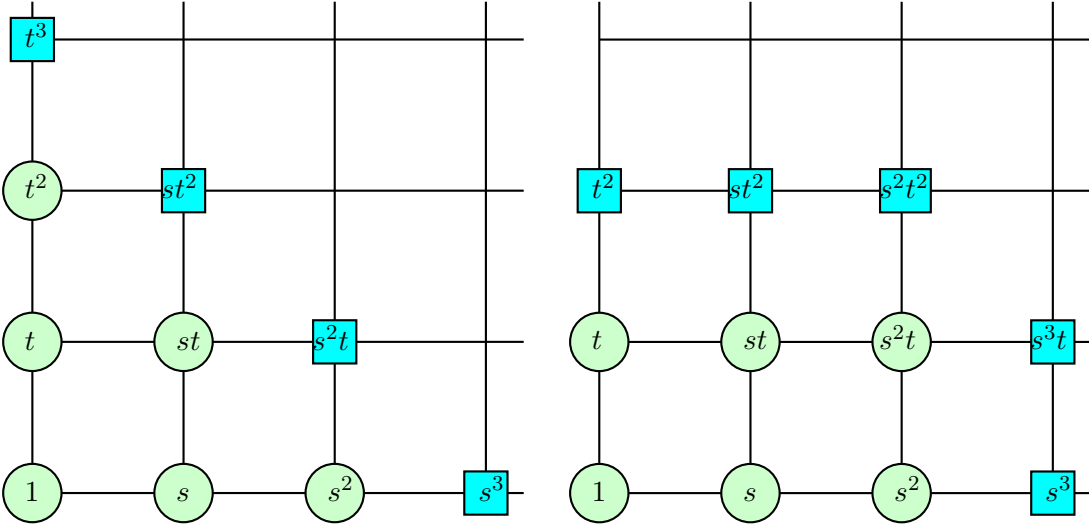 t³
t² st² t² st² s²t²
t st s²t t st s²t s³t
1 s s² s³ 1 s s² s³